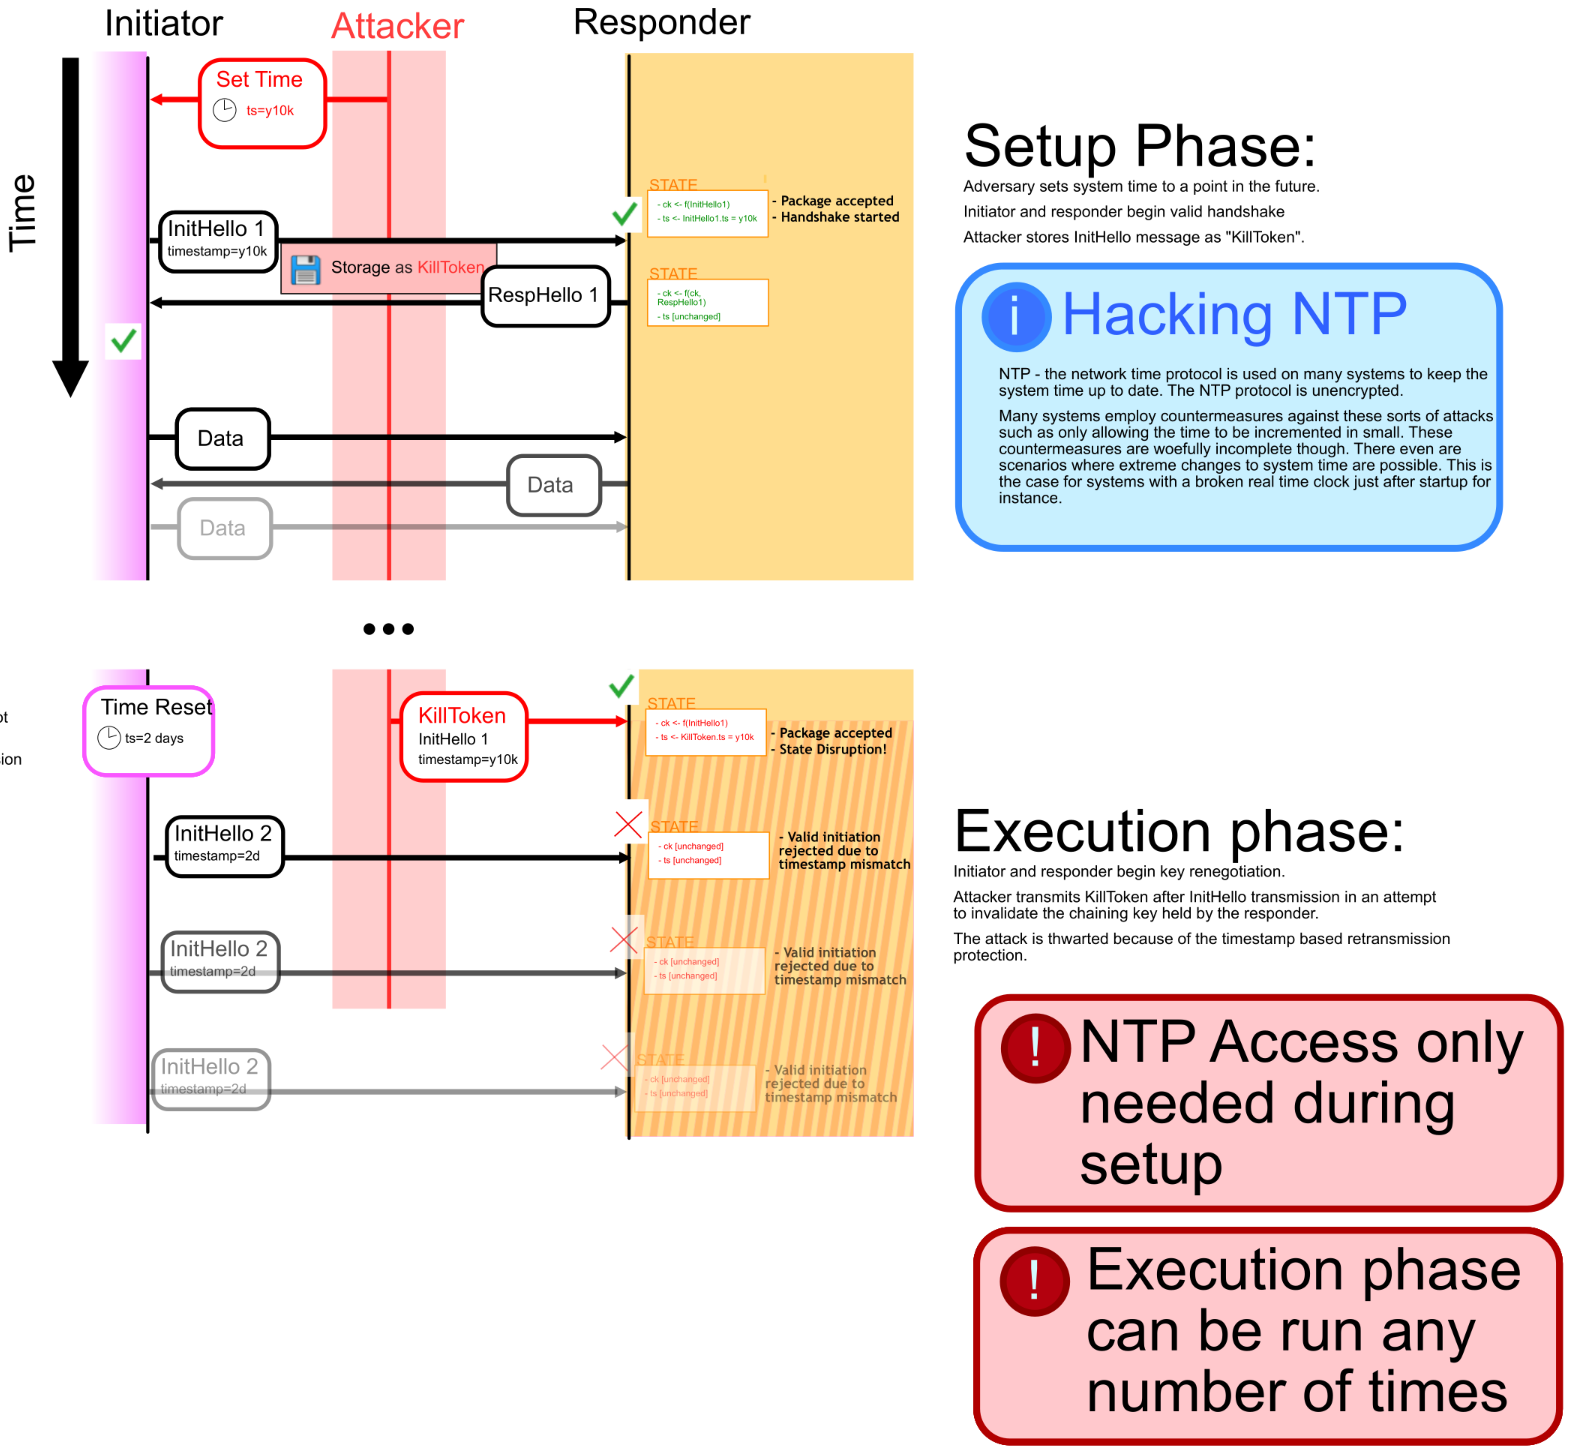 Initiator
Attacker
Responder
Time
Set Time
ts=y10k
InitHello 1
timestamp=y10k
STATE
- ck <- f(InitHello1)
- ts <- InitHello1.ts = y10k
- Package accepted
- Handshake started
Storage as KillToken
RespHello 1
STATE
- ck <- f(ck,
RespHello1)
- ts [unchanged]
Data
Data
Data
Setup Phase:
Adversary sets system time to a point in the future.
Initiator and responder begin valid handshake
Attacker stores InitHello message as "KillToken".
i
Hacking NTP
NTP - the network time protocol is used on many systems to keep the
system time up to date. The NTP protocol is unencrypted.
Many systems employ countermeasures against these sorts of attacks
such as only allowing the time to be incremented in small. These
countermeasures are woefully incomplete though. There even are
scenarios where extreme changes to system time are possible. This is
the case for systems with a broken real time clock just after startup for
instance.
•••
Time Reset
ts=2 days
KillToken
InitHello 1
timestamp=y10k
STATE
- ck <- f(InitHello1)
- ts <- KillToken.ts = y10k
- Package accepted
- State Disruption!
InitHello 2
timestamp=2d
STATE
- ck [unchanged]
- ts [unchanged]
- Valid initiation
rejected due to
timestamp mismatch
InitHello 2
timestamp=2d
STATE
- ck [unchanged]
- ts [unchanged]
- Valid initiation
rejected due to
timestamp mismatch
InitHello 2
timestamp=2d
STATE
- ck [unchanged]
- ts [unchanged]
- Valid initiation
rejected due to
timestamp mismatch
Execution phase:
Initiator and responder begin key renegotiation.
Attacker transmits KillToken after InitHello transmission in an attempt
to invalidate the chaining key held by the responder.
The attack is thwarted because of the timestamp based retransmission
protection.
!
NTP Access only
needed during
setup
!
Execution phase
can be run any
number of times